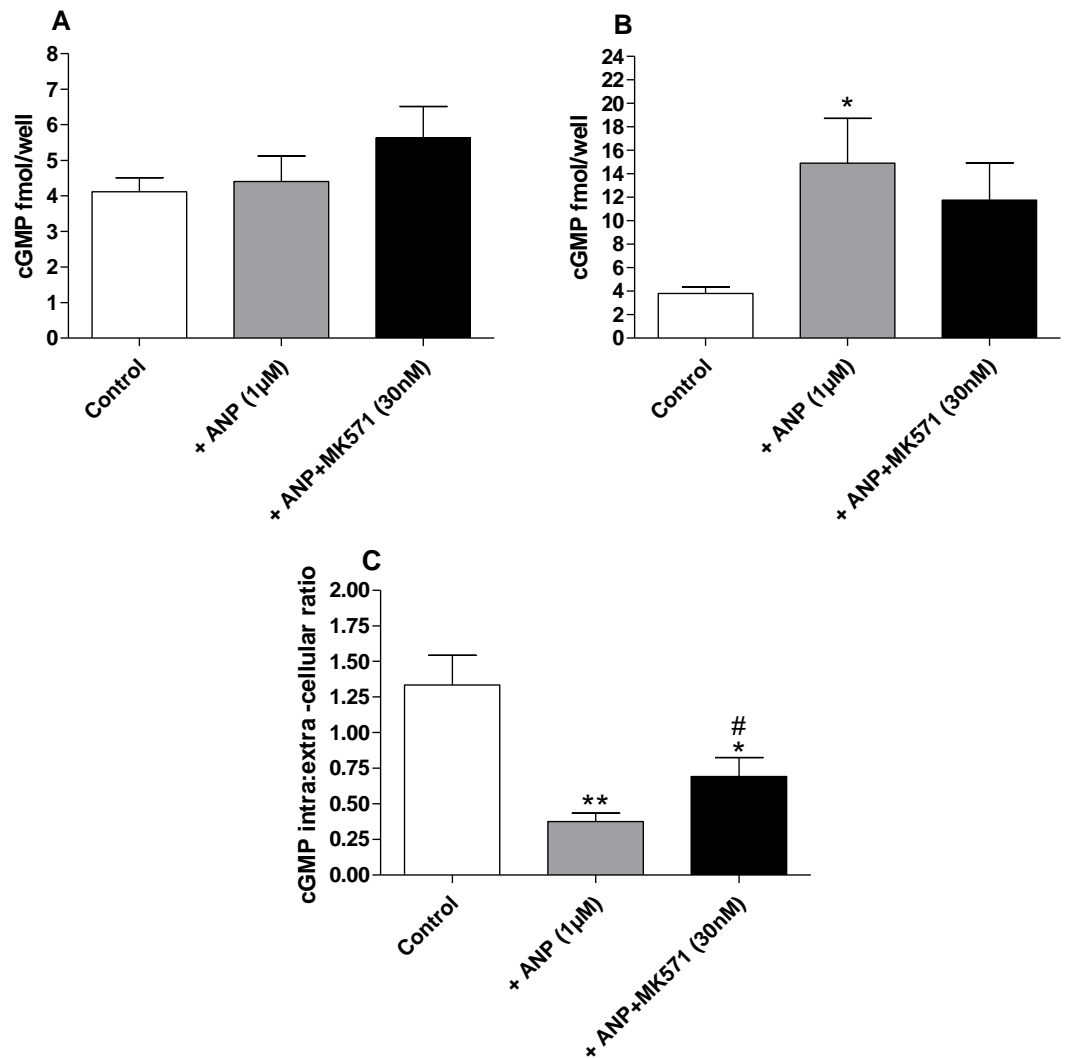 A
8
7
6
5
4
3
2
1
0
cGMP fmol/well
Control
+ ANP (1µM)
+ ANP+MK571 (30nM)
B
24
22
20
18
16
14
12
10
8
6
4
2
0
cGMP fmol/well
*
Control
+ ANP (1µM)
+ ANP+MK571 (30nM)
C
2.00
1.75
1.50
1.25
1.00
0.75
0.50
0.25
0.00
cGMP intra:extra -cellular ratio
**
#
*
Control
+ ANP (1µM)
+ ANP+MK571 (30nM)